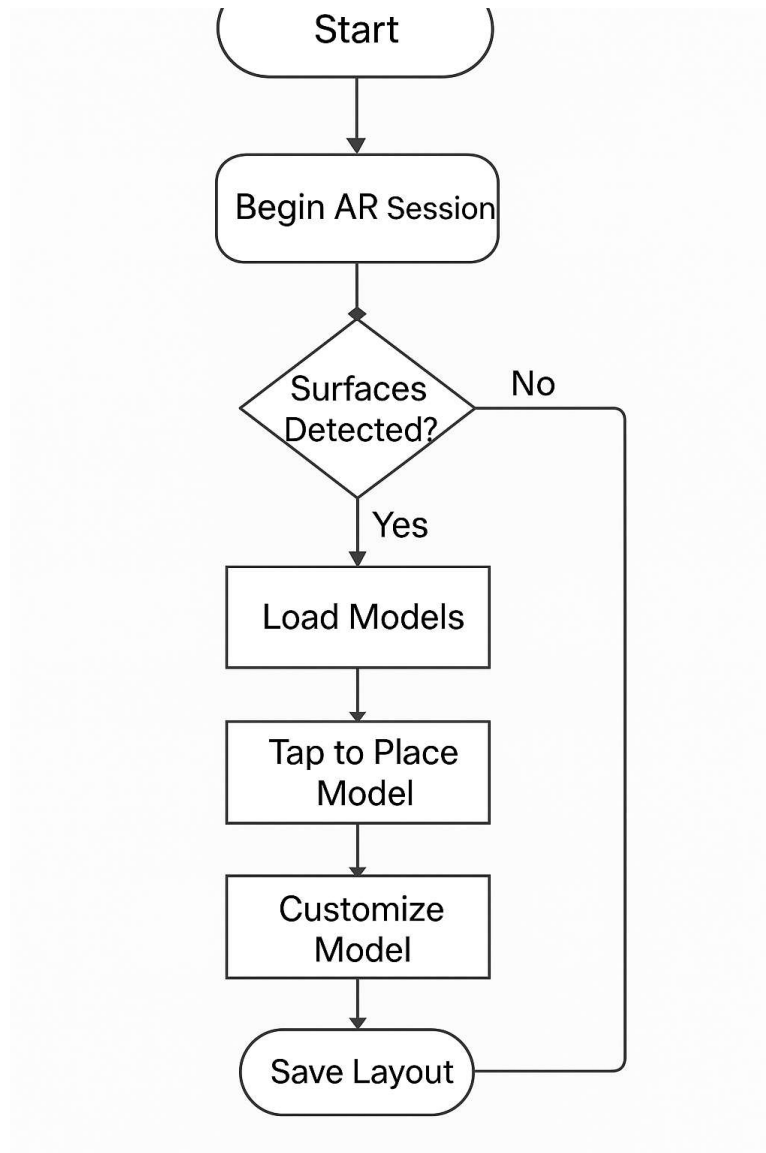 Start
Begin AR Session
Surfaces
Detected?
No
Yes
Load Models
Tap to Place
Model
Customize
Model
Save Layout